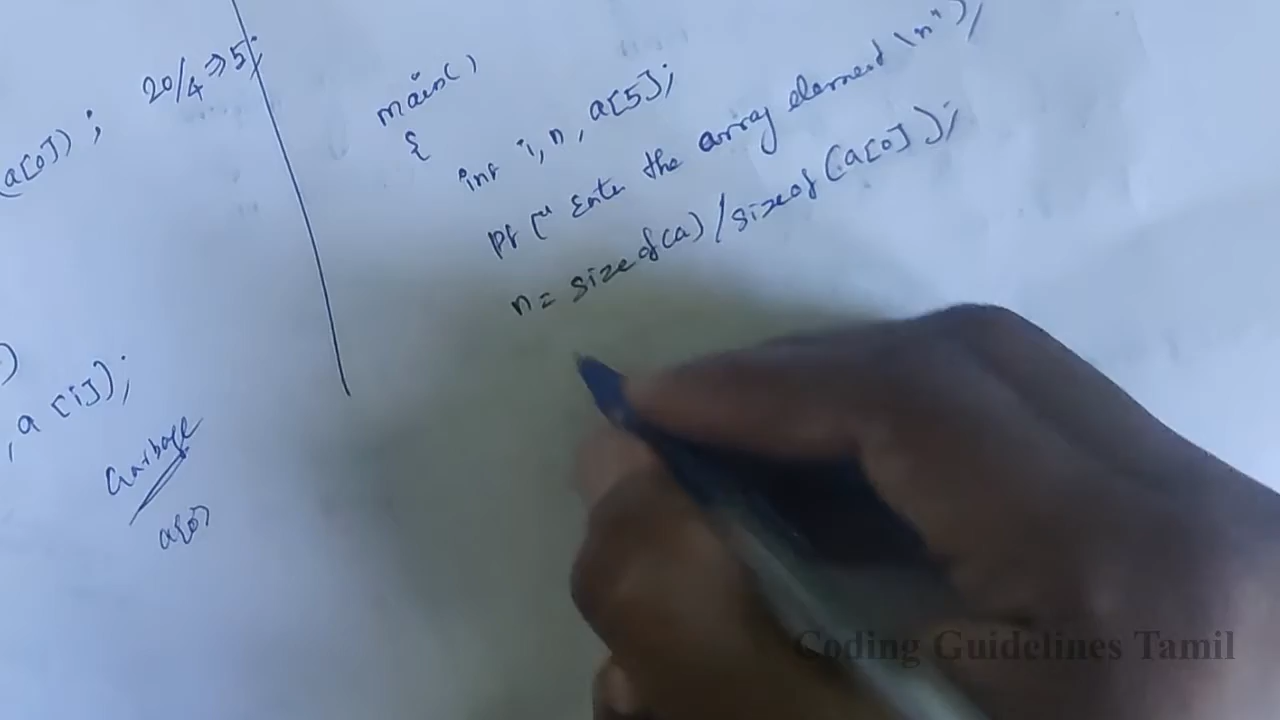 20/4 ⇒ 5;
(a[0]);
)
, a [i]);
Garbage
a[0]
main()
{
int i, n, a[5];
Pf (" Enter the array element \n");
n = sizeof(a) / sizeof (a[0]);
Coding Guidelines Tamil